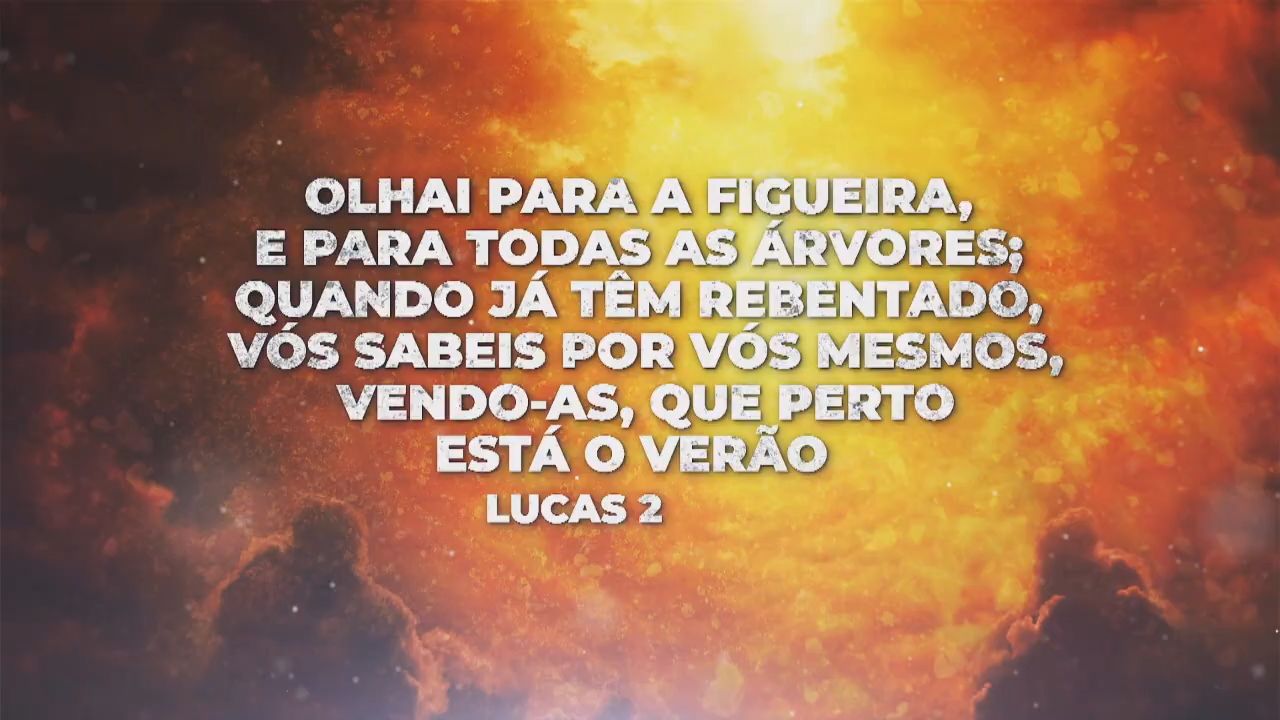 OLHAI PARA A FIGUEIRA,
E PARA TODAS AS ÁRVORES;
QUANDO JÁ TÊM REBENTADO,
VÓS SABEIS POR VÓS MESMOS,
VENDO-AS, QUE PERTO
ESTÁ O VERÃO
LUCAS 2